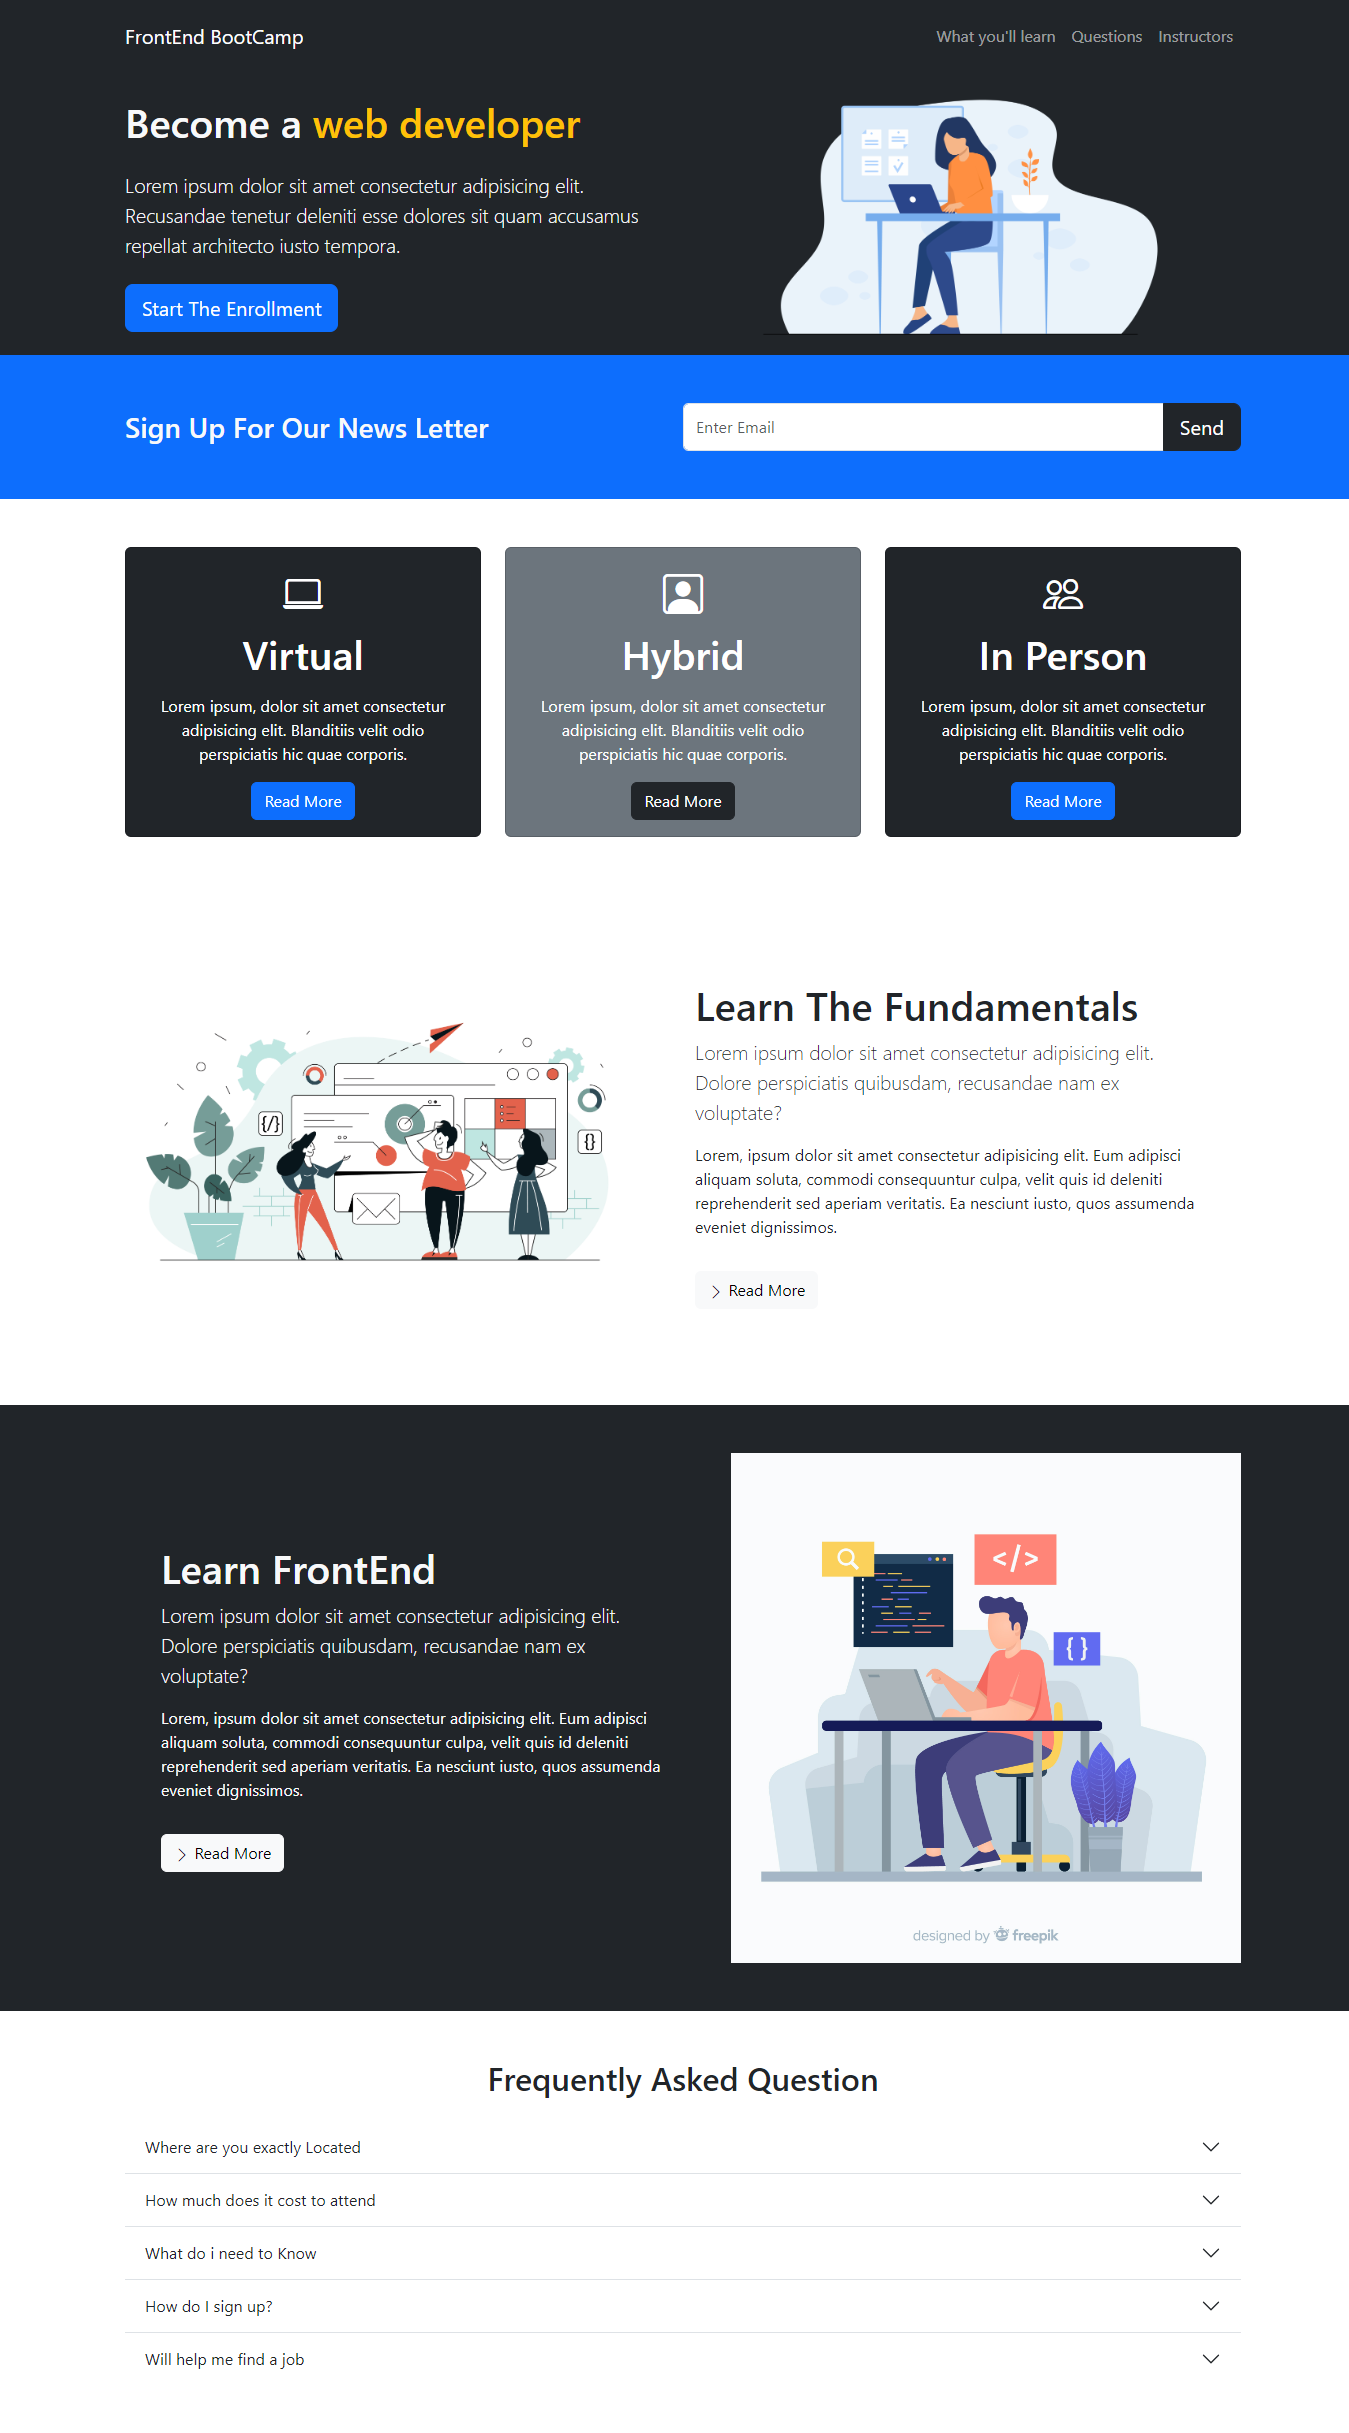 FrontEnd BootCamp
What you'll learn Questions Instructors
Become a web developer
Lorem ipsum dolor sit amet consectetur adipisicing elit.
Recusandae tenetur deleniti esse dolores sit quam accusamus
repellat architecto iusto tempora.
Start The Enrollment
Sign Up For Our News Letter
Enter Email
Send
Virtual
Lorem ipsum, dolor sit amet consectetur
adipisicing elit. Blanditiis velit odio
perspiciatis hic quae corporis.
Read More
Hybrid
Lorem ipsum, dolor sit amet consectetur
adipisicing elit. Blanditiis velit odio
perspiciatis hic quae corporis.
Read More
In Person
Lorem ipsum, dolor sit amet consectetur
adipisicing elit. Blanditiis velit odio
perspiciatis hic quae corporis.
Read More
{/}
{}
Learn The Fundamentals
Lorem ipsum dolor sit amet consectetur adipisicing elit.
Dolore perspiciatis quibusdam, recusandae nam ex
voluptate?
Lorem, ipsum dolor sit amet consectetur adipisicing elit. Eum adipisci
aliquam soluta, commodi consequuntur culpa, velit quis id deleniti
reprehenderit sed aperiam veritatis. Ea nesciunt iusto, quos assumenda
eveniet dignissimos.
Read More
Learn FrontEnd
Lorem ipsum dolor sit amet consectetur adipisicing elit.
Dolore perspiciatis quibusdam, recusandae nam ex
voluptate?
Lorem, ipsum dolor sit amet consectetur adipisicing elit. Eum adipisci
aliquam soluta, commodi consequuntur culpa, velit quis id deleniti
reprehenderit sed aperiam veritatis. Ea nesciunt iusto, quos assumenda
eveniet dignissimos.
Read More
</>
{ }
designed by freepik
Frequently Asked Question
Where are you exactly Located
How much does it cost to attend
What do i need to Know
How do I sign up?
Will help me find a job